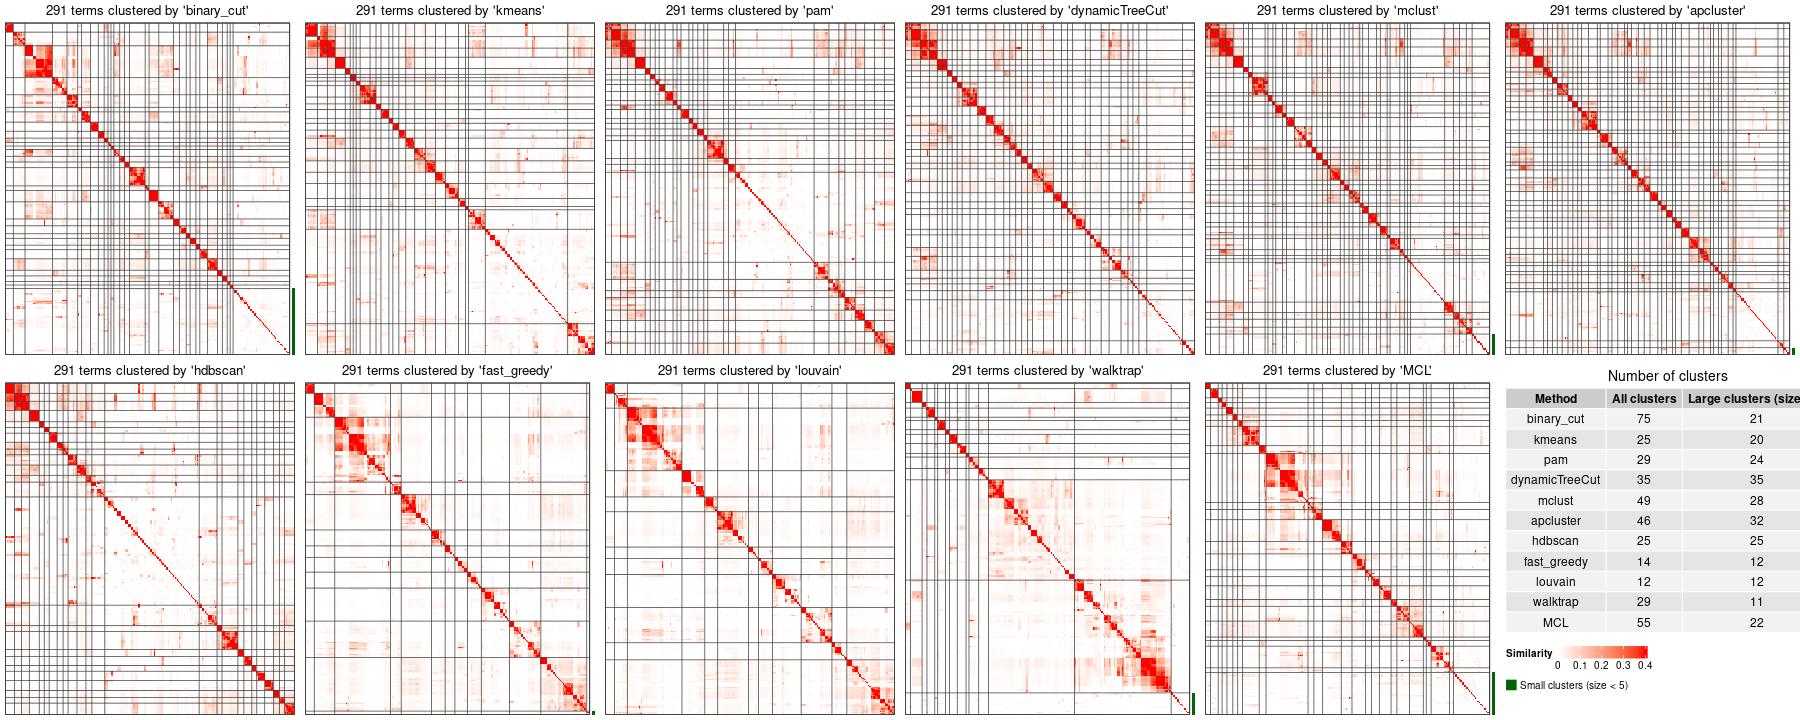 291 terms clustered by 'binary_cut'
291 terms clustered by 'kmeans'
291 terms clustered by 'pam'
291 terms clustered by 'dynamicTreeCut'
291 terms clustered by 'mclust'
291 terms clustered by 'apcluster'
291 terms clustered by 'hdbscan'
291 terms clustered by 'fast_greedy'
291 terms clustered by 'louvain'
291 terms clustered by 'walktrap'
291 terms clustered by 'MCL'
Number of clusters
Method All clusters Large clusters (size
binary_cut 75 21
kmeans 25 20
pam 29 24
dynamicTreeCut 35 35
mclust 49 28
apcluster 46 32
hdbscan 25 25
fast_greedy 14 12
louvain 12 12
walktrap 29 11
MCL 55 22
Similarity
0 0.1 0.2 0.3 0.4
Small clusters (size < 5)